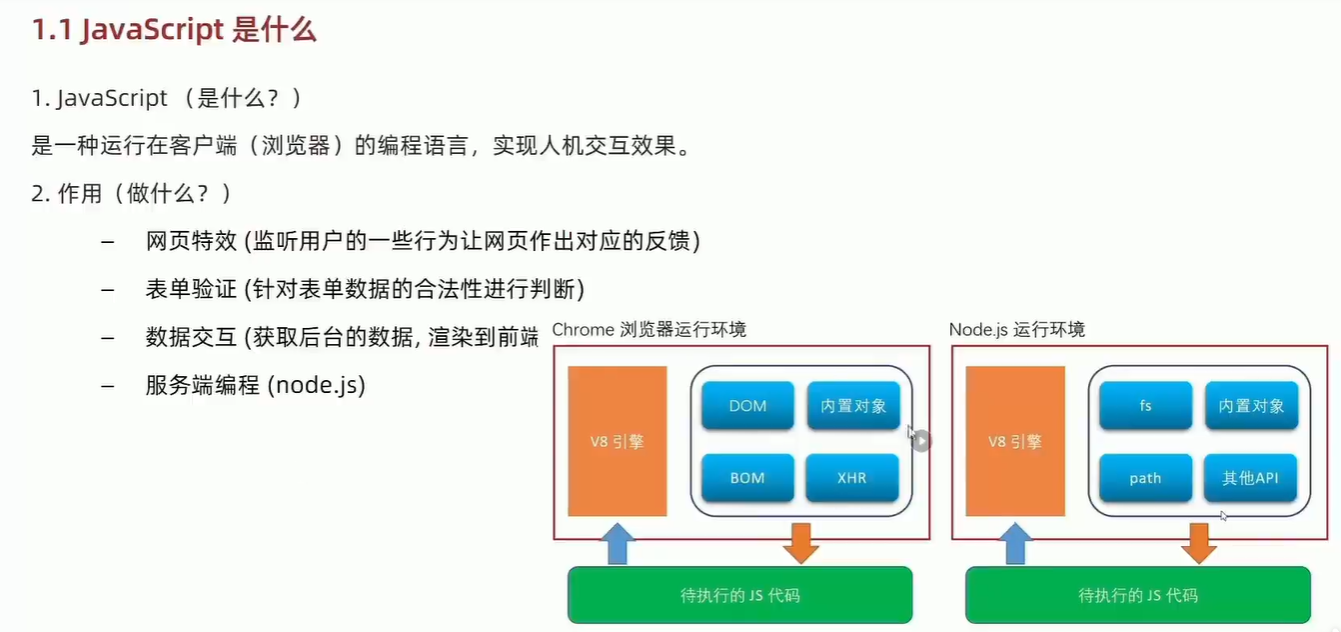 1.1 JavaScript 是什么
1. JavaScript （是什么？）
是一种运行在客户端（浏览器）的编程语言，实现人机交互效果。
2. 作用（做什么？）
– 网页特效 (监听用户的一些行为让网页作出对应的反馈)
– 表单验证 (针对表单数据的合法性进行判断)
– 数据交互 (获取后台的数据, 渲染到前端
– 服务端编程 (node.js)
Chrome 浏览器运行环境
V8 引擎
DOM
内置对象
BOM
XHR
待执行的 JS 代码
Node.js 运行环境
V8 引擎
fs
内置对象
path
其他API
待执行的 JS 代码